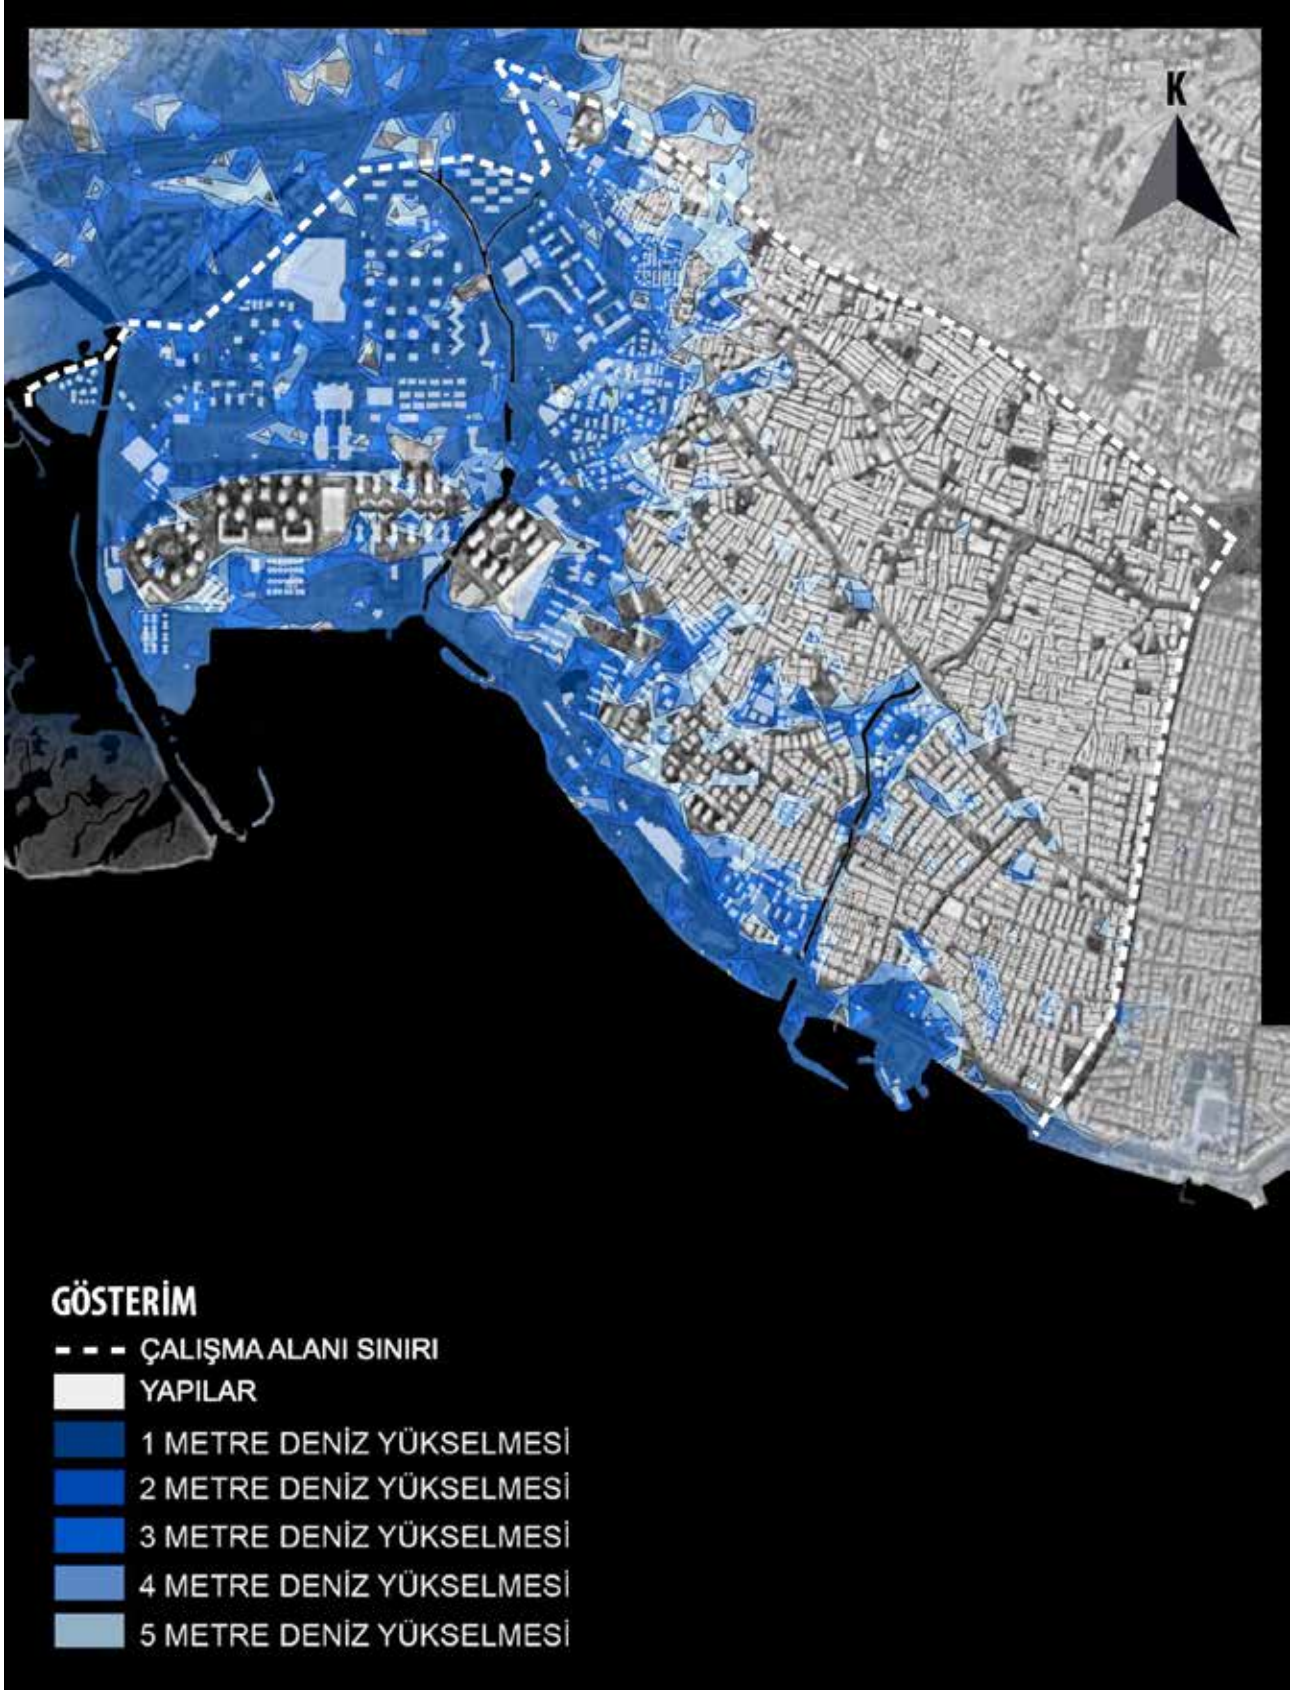 K
GÖSTERİM
ÇALIŞMA ALANI SINIRI
YAPILAR
1 METRE DENİZ YÜKSELMESİ
2 METRE DENİZ YÜKSELMESİ
3 METRE DENİZ YÜKSELMESİ
4 METRE DENİZ YÜKSELMESİ
5 METRE DENİZ YÜKSELMESİ